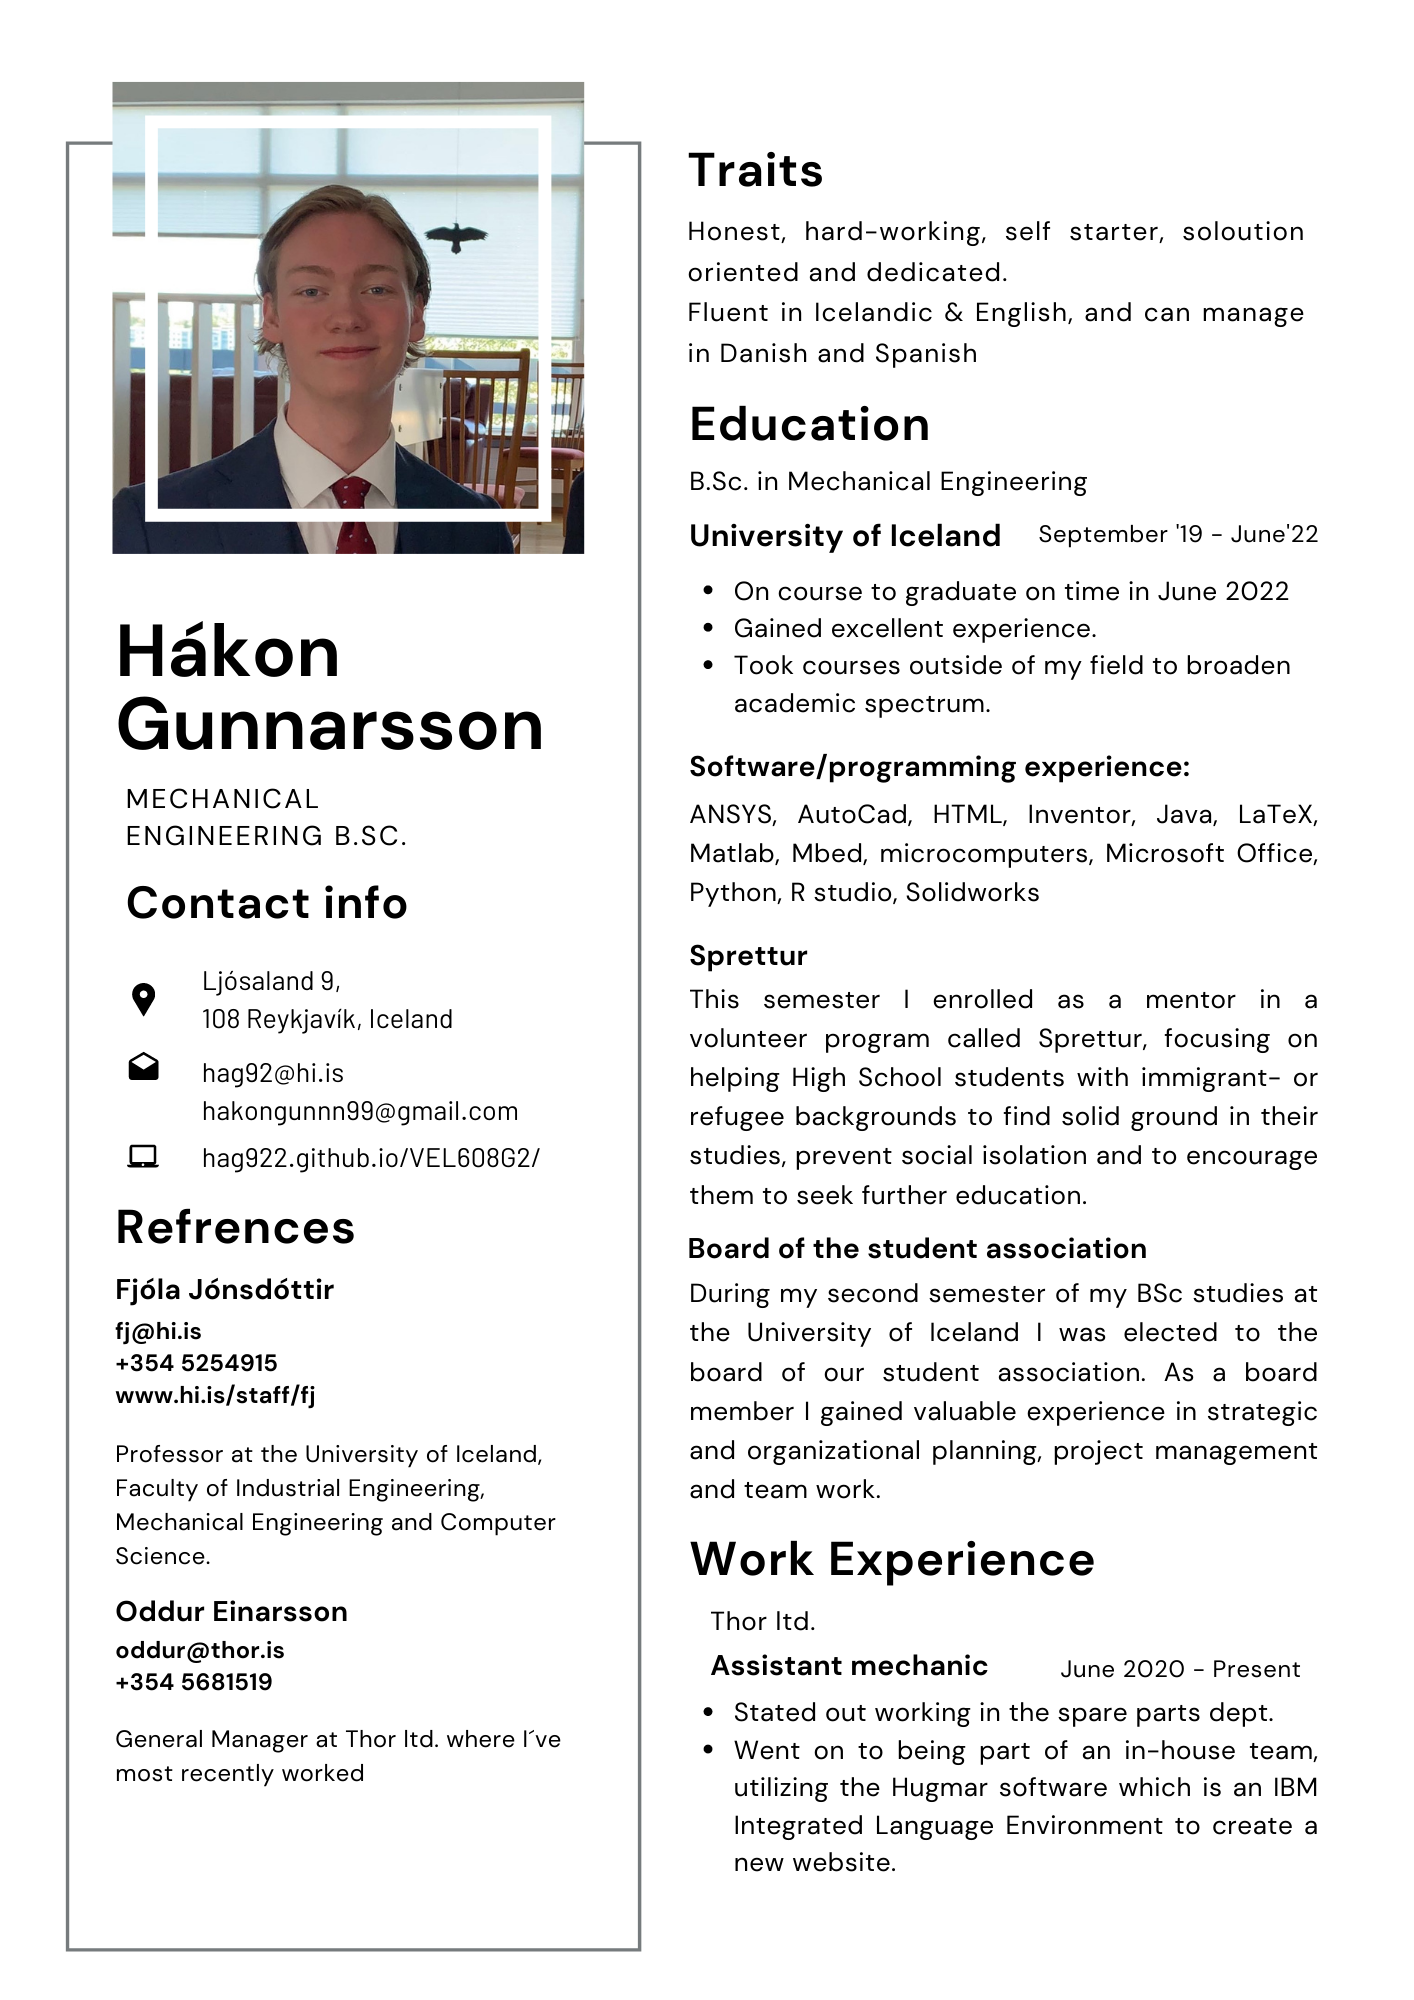 Hákon
Gunnarsson
MECHANICAL
ENGINEERING B.SC.
Contact info
Ljósaland 9,
108 Reykjavík, Iceland
hag92@hi.is
hakongunnn99@gmail.com
hag922.github.io/VEL608G2/
Refrences
Fjóla Jónsdóttir
fj@hi.is
+354 5254915
www.hi.is/staff/fj
Professor at the University of Iceland,
Faculty of Industrial Engineering,
Mechanical Engineering and Computer
Science.
Oddur Einarsson
oddur@thor.is
+354 5681519
General Manager at Thor ltd. where I´ve
most recently worked
Traits
Honest, hard-working, self starter, soloution
oriented and dedicated.
Fluent in Icelandic & English, and can manage
in Danish and Spanish
Education
B.Sc. in Mechanical Engineering
University of Iceland September '19 - June'22
• On course to graduate on time in June 2022
• Gained excellent experience.
• Took courses outside of my field to broaden
academic spectrum.
Software/programming experience:
ANSYS, AutoCad, HTML, Inventor, Java, LaTeX,
Matlab, Mbed, microcomputers, Microsoft Office,
Python, R studio, Solidworks
Sprettur
This semester I enrolled as a mentor in a
volunteer program called Sprettur, focusing on
helping High School students with immigrant- or
refugee backgrounds to find solid ground in their
studies, prevent social isolation and to encourage
them to seek further education.
Board of the student association
During my second semester of my BSc studies at
the University of Iceland I was elected to the
board of our student association. As a board
member I gained valuable experience in strategic
and organizational planning, project management
and team work.
Work Experience
Thor ltd.
Assistant mechanic June 2020 - Present
• Stated out working in the spare parts dept.
• Went on to being part of an in-house team,
utilizing the Hugmar software which is an IBM
Integrated Language Environment to create a
new website.